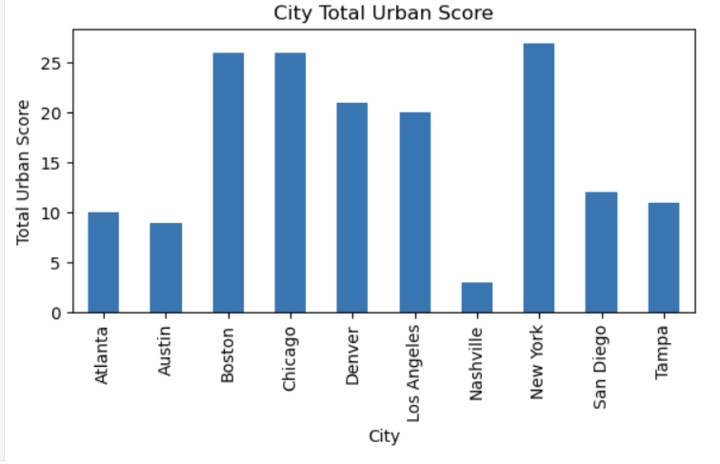 City Total Urban Score
Total Urban Score
25
20
15
10
5
0
Atlanta
Austin
Boston
Chicago
Denver
Los Angeles
Nashville
New York
San Diego
Tampa
City